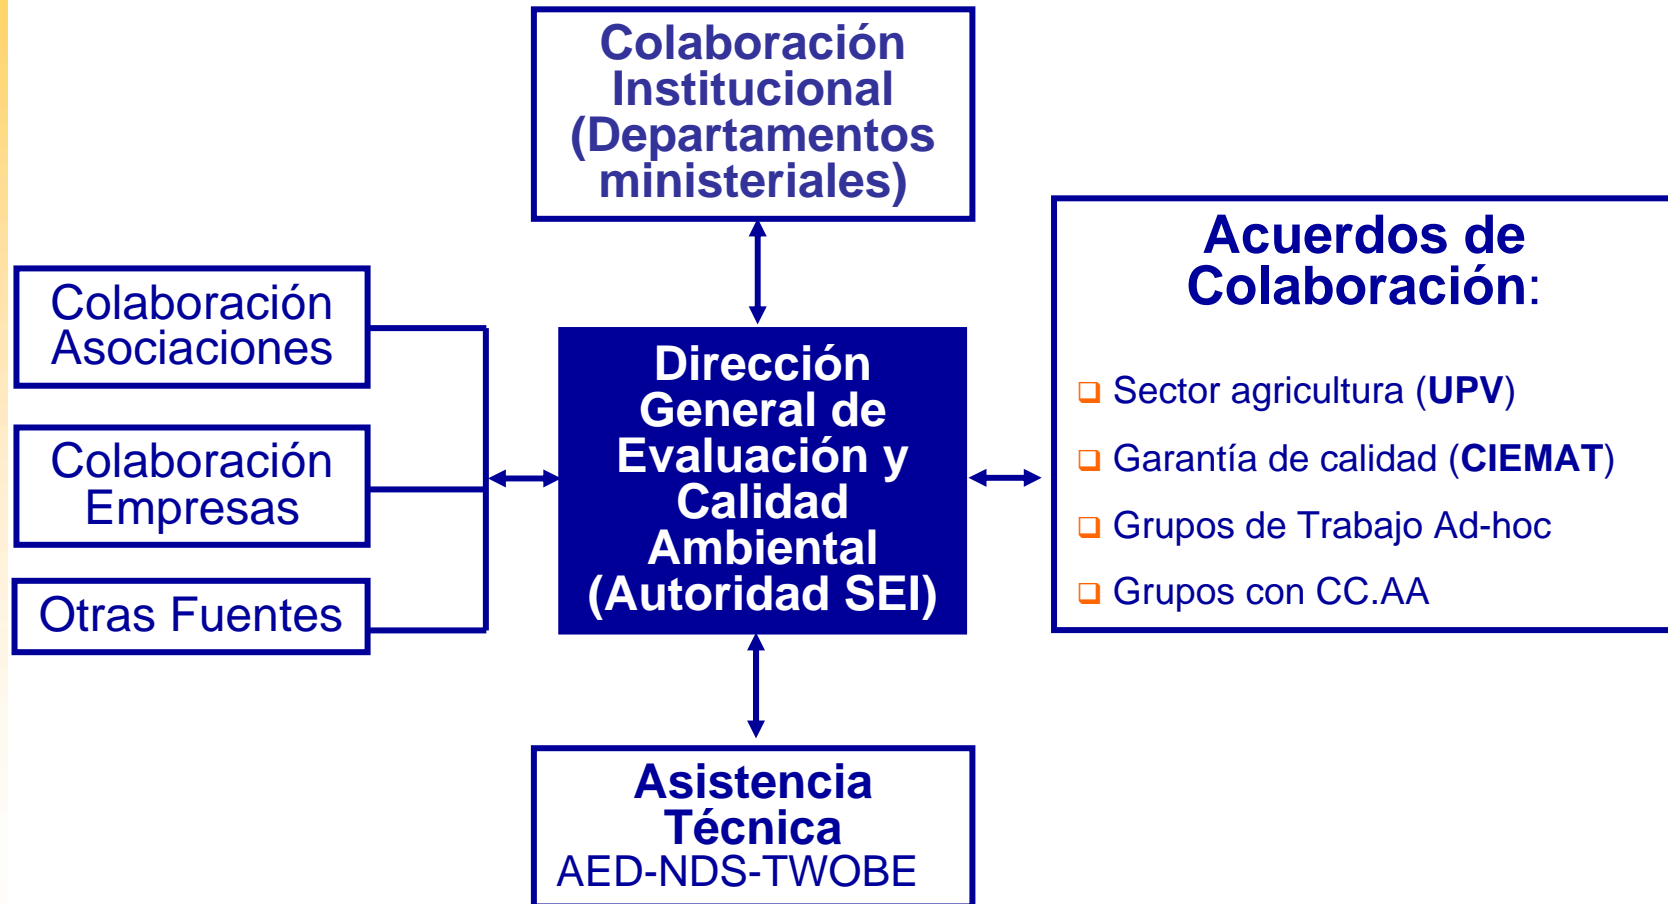 Colaboración
Institucional
(Departamentos
ministeriales)
Colaboración
Asociaciones
Colaboración
Empresas
Otras Fuentes
Dirección
General de
Evaluación y
Calidad
Ambiental
(Autoridad SEI)
Acuerdos de
Colaboración:
Sector agricultura (UPV)
Garantía de calidad (CIEMAT)
Grupos de Trabajo Ad-hoc
Grupos con CC.AA
Asistencia
Técnica
AED-NDS-TWOBE